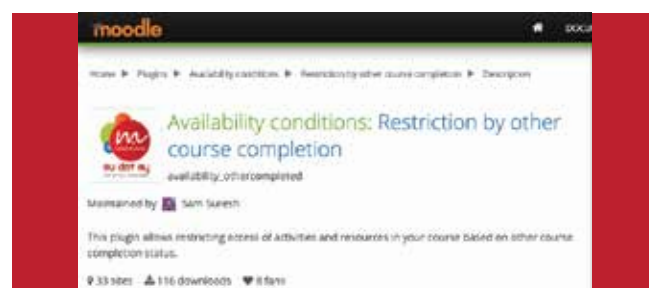 moodle
DOCU
Home ▶ Plugins ▶ Availability conditions ▶ Restriction by other course completion ▶ Description
Availability conditions: Restriction by other
course completion
availability_othercompleted
Maintained by Sam Suresh
This plugin allows restricting access of activities and resources in your course based on other course
completion status.
33 sites 116 downloads 8 fans